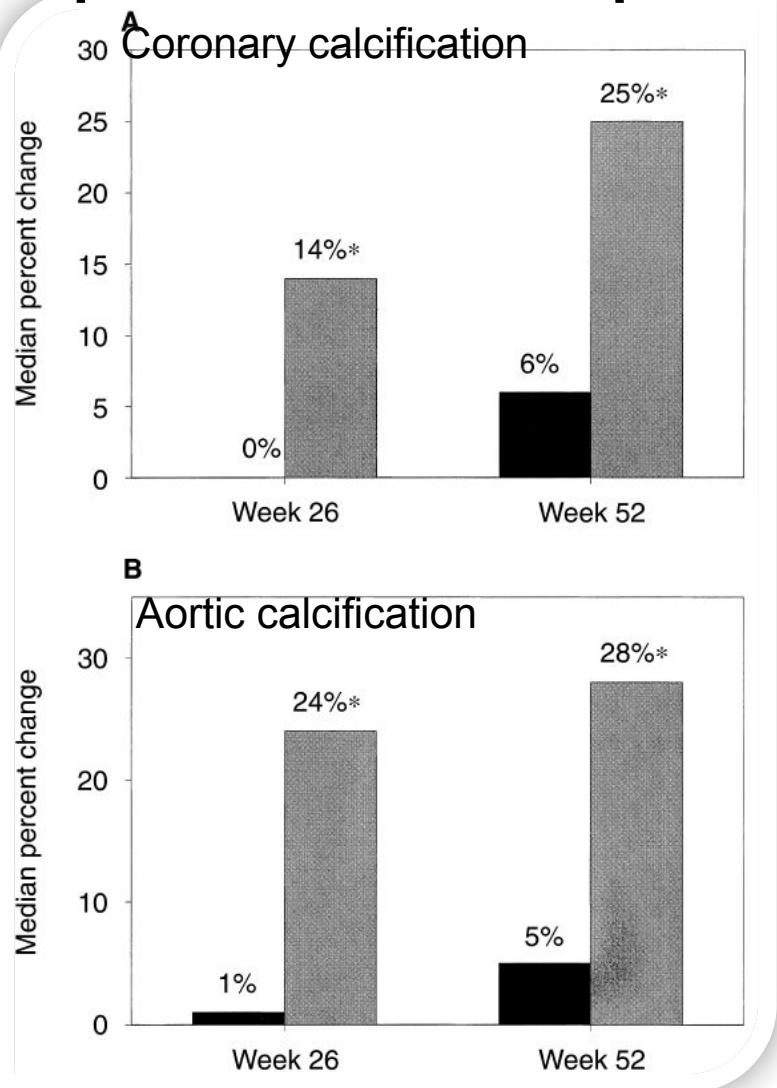 A
Coronary calcification
Median percent change
30
25
20
15
10
5
0
0%
14%*
6%
25%*
Week 26
Week 52
B
Aortic calcification
Median percent change
30
20
10
0
1%
24%*
5%
28%*
Week 26
Week 52